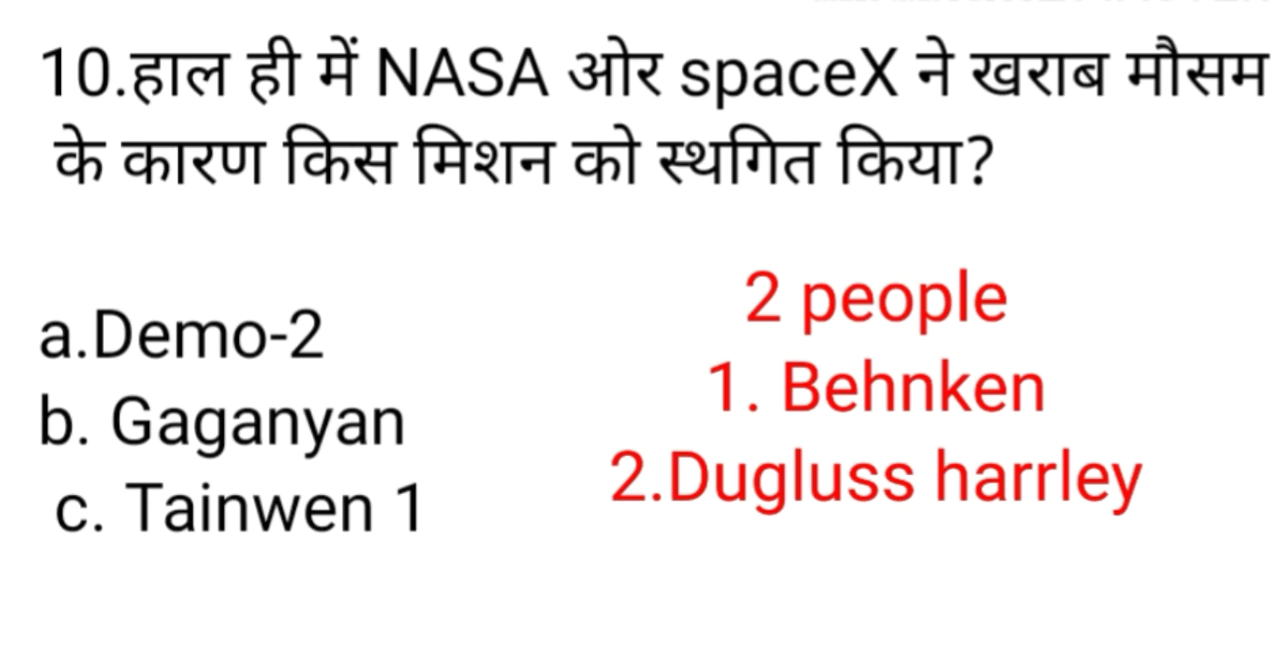 10.हाल ही में NASA ओर spaceX ने खराब मौसम
के कारण किस मिशन को स्थगित किया?
a.Demo-2
b. Gaganyan
c. Tainwen 1
2 people
1. Behnken
2.Dugluss harrley